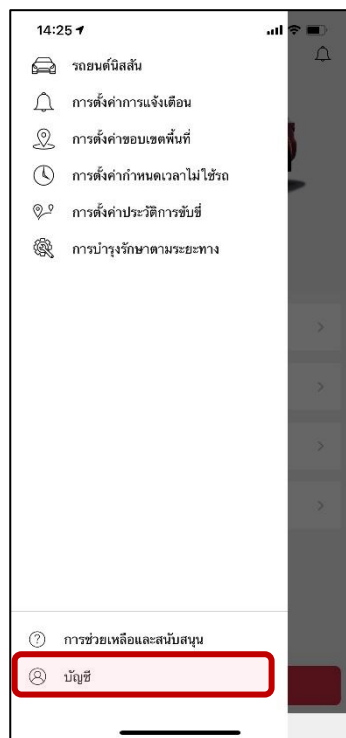 14:25
รถยนต์นิสสัน
การตั้งค่าการแจ้งเตือน
การตั้งค่าขอบเขตพื้นที่
การตั้งค่ากำหนดเวลาไม่ใช้รถ
การตั้งค่าประวัติการขับขี่
การบำรุงรักษาตามระยะทาง
การช่วยเหลือและสนับสนุน
บัญชี